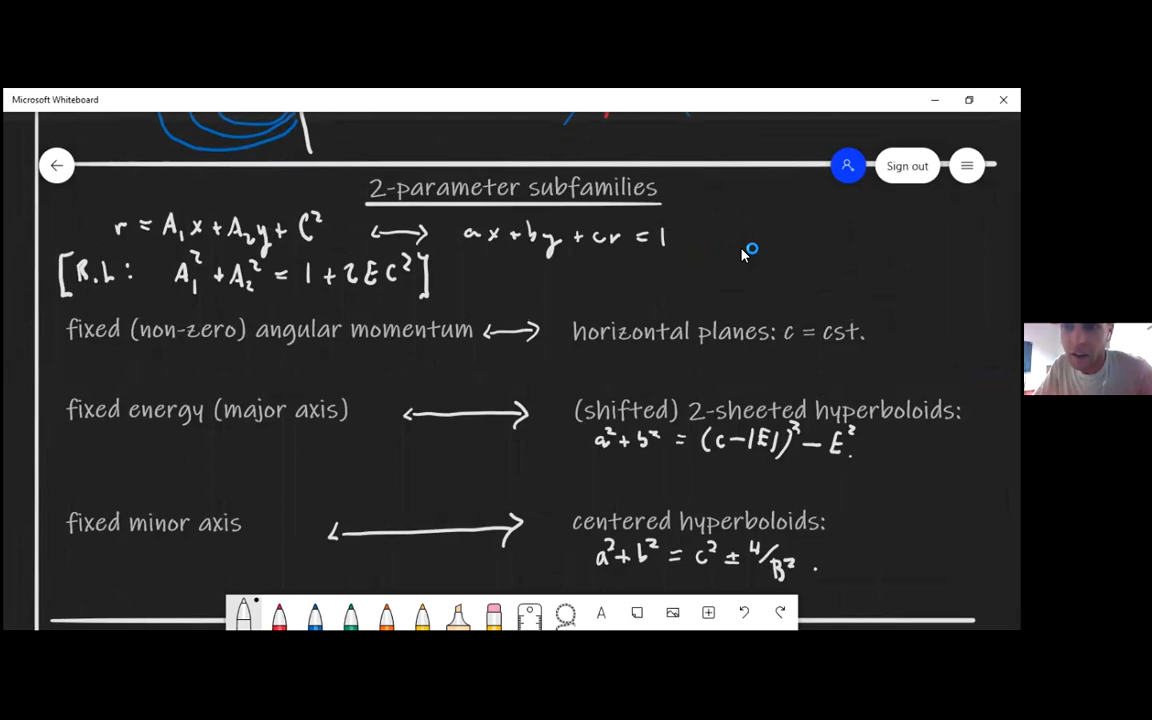 Microsoft Whiteboard
Sign out
2-parameter subfamilies
r = A₁x + A₂y + C² ⟷ ax + by + cr = 1
[R.L: A₁² + A₂² = 1 + 2EC²]
fixed (non-zero) angular momentum ⟷ horizontal planes: c = cst.
fixed energy (major axis) ⟷ (shifted) 2-sheeted hyperboloids:
a² + b² = (c - |E|)² - E².
fixed minor axis ⟷ centered hyperboloids:
a² + b² = c² ± 4/B².
A